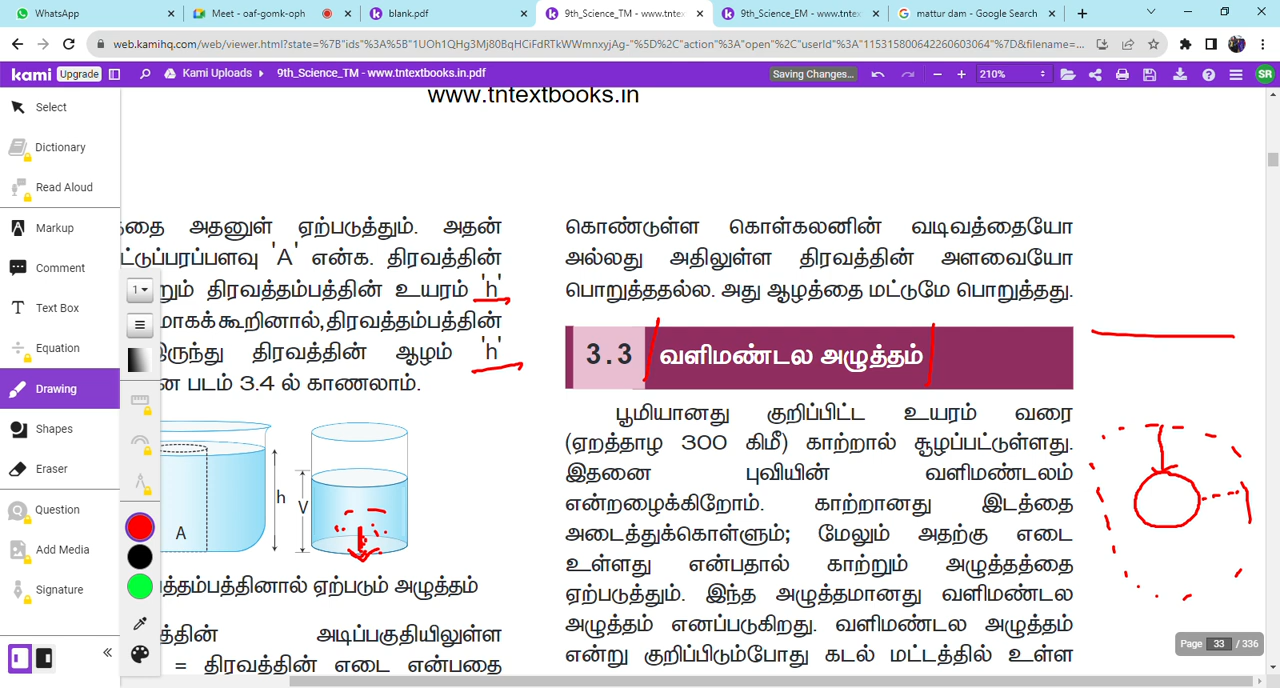 WhatsApp
Meet - oaf-gomk-oph
blank.pdf
9th_Science_TM - www.tntex
9th_Science_EM - www.ntex
mattur dam - Google Search
web.kamihq.com/web/viewer.html?state=%7B"ids"%3A%5B"1UOh1QHg3Mj80BqHCiFdRTkWWmnxyjAg-"%5D%2C"action"%3A"open"%2C"userId"%3A"115315800642260603064"%7D&filename=...
kami Upgrade
Kami Uploads
9th_Science_TM - www.tntextbooks.in.pdf
Saving Changes...
210%
SR
Select
Dictionary
Read Aloud
Markup
Comment
Text Box
Equation
Drawing
Shapes
Eraser
Question
Add Media
Signature
1
www.tntextbooks.in
தை அதனுள் ஏற்படுத்தும். அதன்
ட்டுப்பரப்பளவு 'A' என்க. திரவத்தின்
றும் திரவத்தம்பத்தின் உயரம் 'h'
மாகக்கூறினால்,திரவத்தம்பத்தின்
இருந்து திரவத்தின் ஆழம் 'h'
ன படம் 3.4 ல் காணலாம்.
A
h
V
த்தம்பத்தினால் ஏற்படும் அழுத்தம்
த்தின் அடிப்பகுதியிலுள்ள
= திரவத்தின் எடை என்பதை
கொண்டுள்ள கொள்கலனின் வடிவத்தையோ
அல்லது அதிலுள்ள திரவத்தின் அளவையோ
பொறுத்ததல்ல. அது ஆழத்தை மட்டுமே பொறுத்தது.
3.3 வளிமண்டல அழுத்தம்
பூமியானது குறிப்பிட்ட உயரம் வரை
(ஏறத்தாழ 300 கிமீ) காற்றால் சூழப்பட்டுள்ளது.
இதனை புவியின் வளிமண்டலம்
என்றழைக்கிறோம். காற்றானது இடத்தை
அடைத்துக்கொள்ளும்; மேலும் அதற்கு எடை
உள்ளது என்பதால் காற்றும் அழுத்தத்தை
ஏற்படுத்தும். இந்த அழுத்தமானது வளிமண்டல
அழுத்தம் எனப்படுகிறது. வளிமண்டல அழுத்தம்
என்று குறிப்பிடும்போது கடல் மட்டத்தில் உள்ள
Page 33 / 336